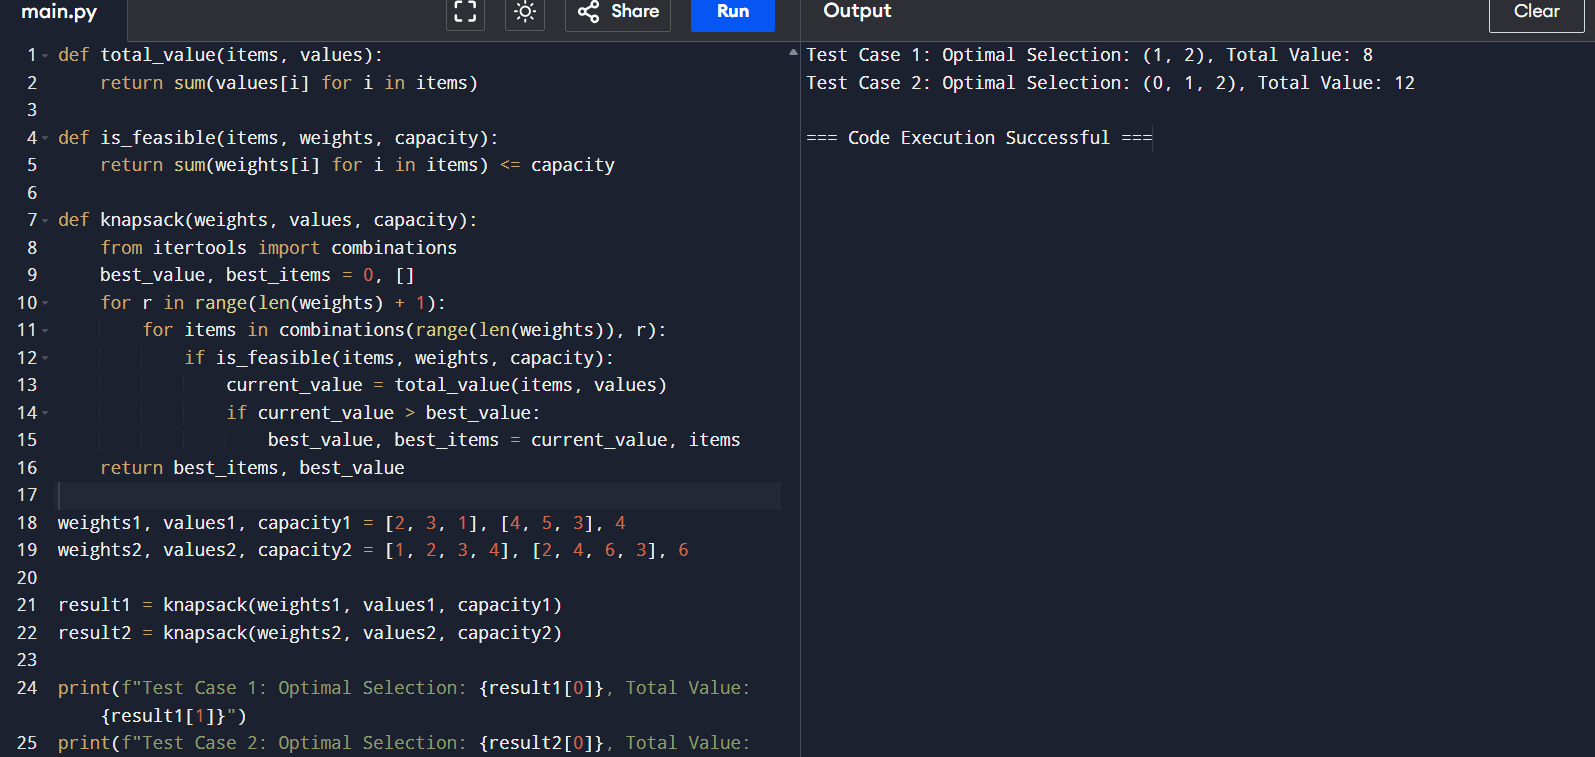 main.py
Share
Run
Output
Clear
1 def total_value(items, values):
2     return sum(values[i] for i in items)
3
4 def is_feasible(items, weights, capacity):
5     return sum(weights[i] for i in items) <= capacity
6
7 def knapsack(weights, values, capacity):
8     from itertools import combinations
9     best_value, best_items = 0, []
10     for r in range(len(weights) + 1):
11         for items in combinations(range(len(weights)), r):
12             if is_feasible(items, weights, capacity):
13                 current_value = total_value(items, values)
14                 if current_value > best_value:
15                     best_value, best_items = current_value, items
16     return best_items, best_value
17
18 weights1, values1, capacity1 = [2, 3, 1], [4, 5, 3], 4
19 weights2, values2, capacity2 = [1, 2, 3, 4], [2, 4, 6, 3], 6
20
21 result1 = knapsack(weights1, values1, capacity1)
22 result2 = knapsack(weights2, values2, capacity2)
23
24 print(f"Test Case 1: Optimal Selection: {result1[0]}, Total Value:
{result1[1]}")
25 print(f"Test Case 2: Optimal Selection: {result2[0]}, Total Value:
Test Case 1: Optimal Selection: (1, 2), Total Value: 8
Test Case 2: Optimal Selection: (0, 1, 2), Total Value: 12
=== Code Execution Successful ===